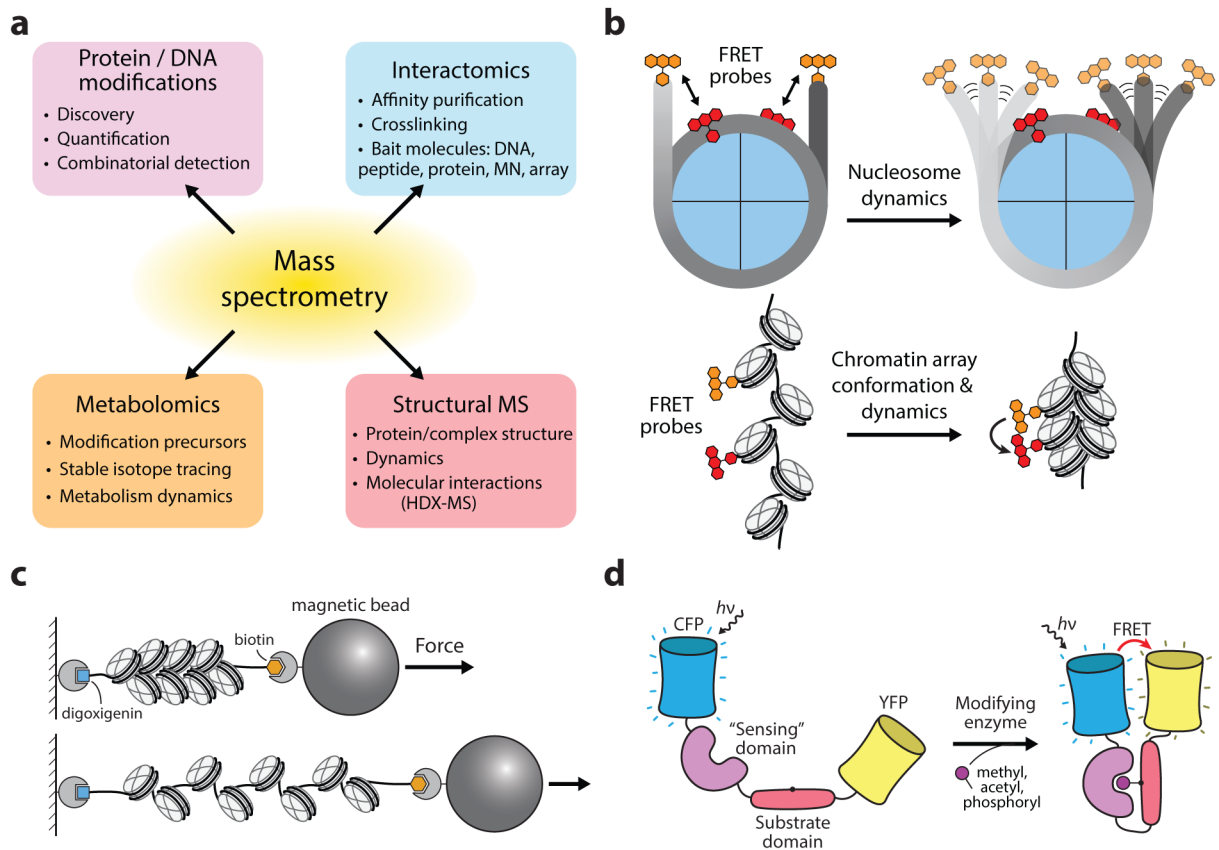 a
Protein / DNA
modifications
• Discovery
• Quantification
• Combinatorial detection
Interactomics
• Affinity purification
• Crosslinking
• Bait molecules: DNA,
peptide, protein, MN, array
Mass
spectrometry
Metabolomics
• Modification precursors
• Stable isotope tracing
• Metabolism dynamics
Structural MS
• Protein/complex structure
• Dynamics
• Molecular interactions
(HDX-MS)
b
FRET
probes
Nucleosome
dynamics
FRET
probes
Chromatin array
conformation &
dynamics
c
magnetic bead
biotin
Force
digoxigenin
d
hν
CFP
"Sensing"
domain
YFP
Substrate
domain
Modifying
enzyme
methyl,
acetyl,
phosphoryl
hν
FRET